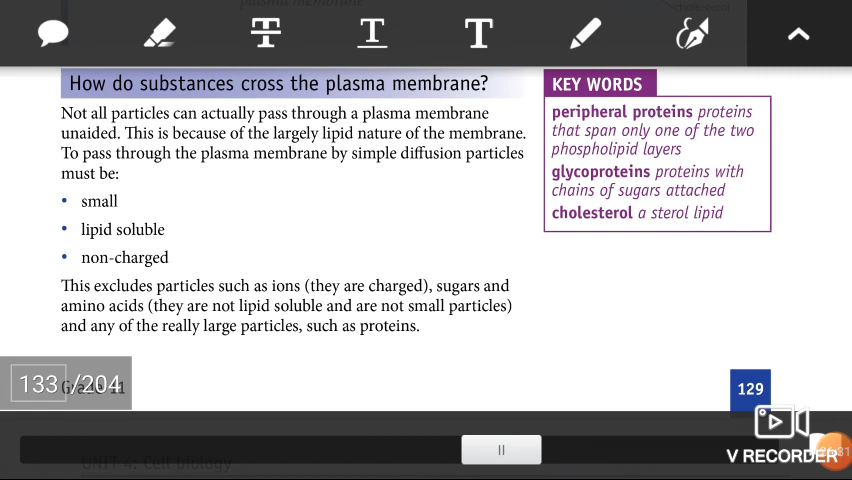 plasma membrane
cholesterol
T T T
How do substances cross the plasma membrane?
Not all particles can actually pass through a plasma membrane
unaided. This is because of the largely lipid nature of the membrane.
To pass through the plasma membrane by simple diffusion particles
must be:
• small
• lipid soluble
• non-charged
This excludes particles such as ions (they are charged), sugars and
amino acids (they are not lipid soluble and are not small particles)
and any of the really large particles, such as proteins.
KEY WORDS
peripheral proteins proteins
that span only one of the two
phospholipid layers
glycoproteins proteins with
chains of sugars attached
cholesterol a sterol lipid
133 /204
Grade 11
129
UNIT 4: Cell biology
V RECORDER